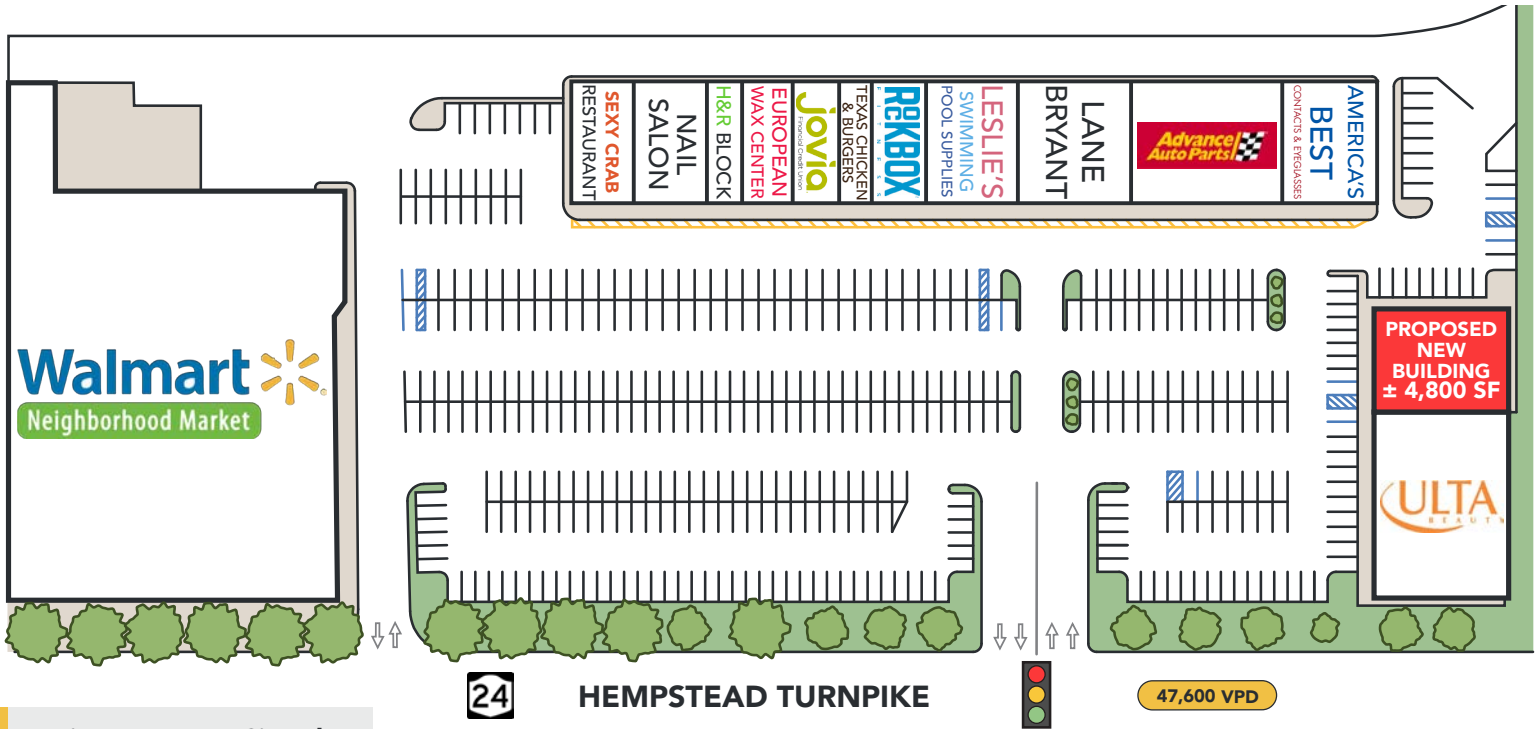 SEXY CRAB
RESTAURANT
NAIL
SALON
H&R BLOCK
EUROPEAN
WAX CENTER
jovia
Financial Credit Union
TEXAS CHICKEN
& BURGERS
ROCKBOX
FITNESS
LESLIE'S
SWIMMING
POOL SUPPLIES
LANE
BRYANT
Advance
Auto Parts
AMERICA'S
BEST
CONTACTS & EYEGLASSES
Walmart
Neighborhood Market
PROPOSED
NEW
BUILDING
± 4,800 SF
ULTA
BEAUTY
24
HEMPSTEAD TURNPIKE
47,600 VPD